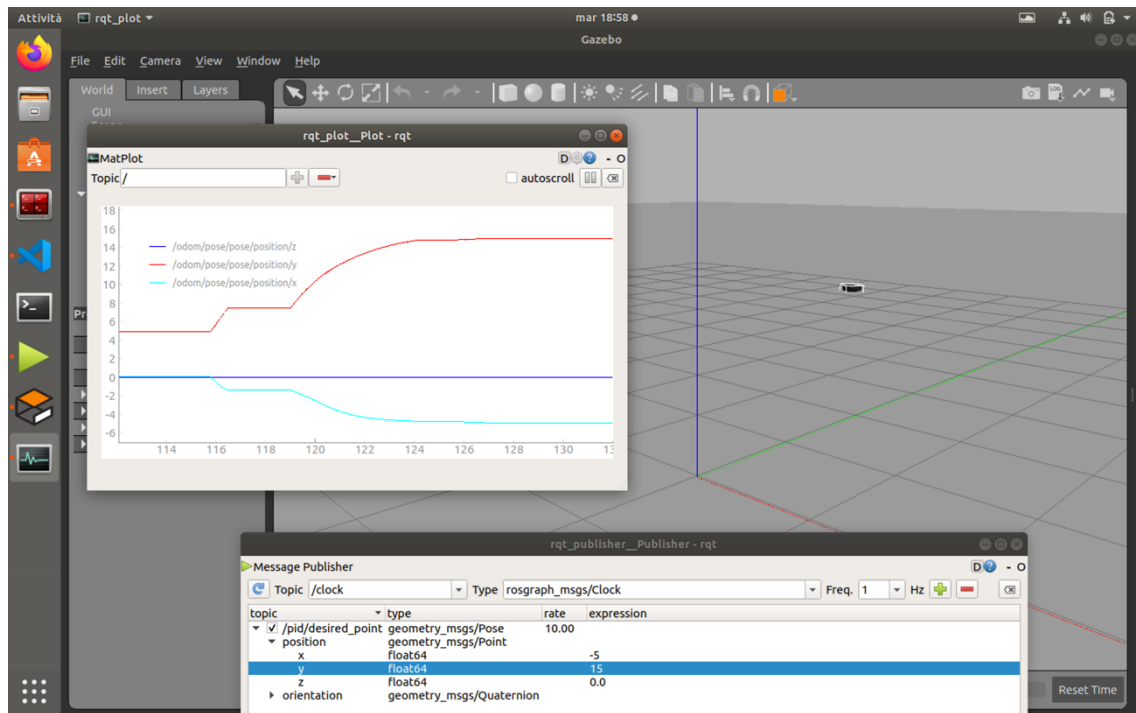 Attività rqt_plot mar 18:58
Gazebo
File Edit Camera View Window Help
World Insert Layers
GUI
rqt_plot__Plot - rqt
MatPlot D - O
Topic / autoscroll
18
16
14
12
10
8
6
4
2
0
-2
-4
-6
/odom/pose/pose/position/z
/odom/pose/pose/position/y
/odom/pose/pose/position/x
114 116 118 120 122 124 126 128 130
Pr
LOG
rqt_publisher__Publisher - rqt
Message Publisher D - O
Topic /clock Type rosgraph_msgs/Clock Freq. 1 Hz
topic type rate expression
/pid/desired_point geometry_msgs/Pose 10.00
position geometry_msgs/Point
x float64 -5
y float64 15
z float64 0.0
orientation geometry_msgs/Quaternion
Reset Time